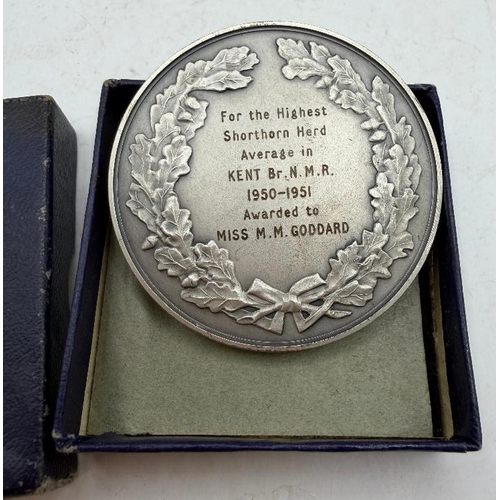 For the Highest
Shorthorn Herd
Average in
KENT Br. N.M.R.
1950-1951
Awarded to
MISS M.M. GODDARD